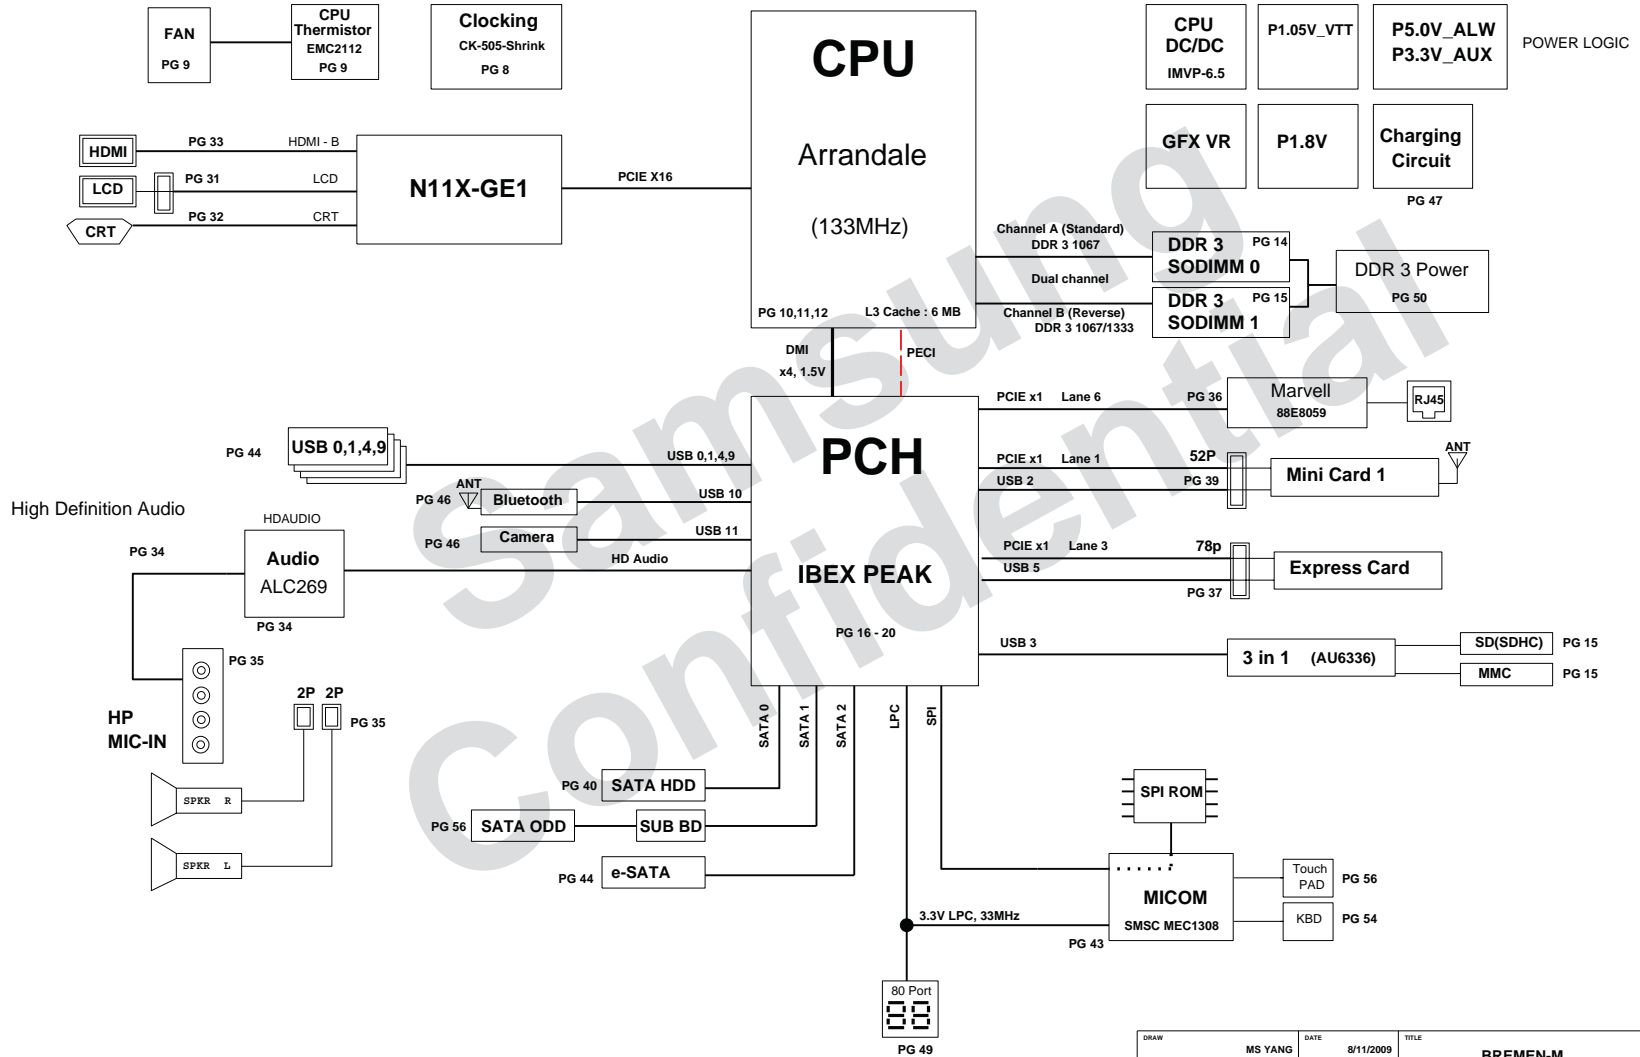 FAN
PG 9
CPU
Thermistor
EMC2112
PG 9
Clocking
CK-505-Shrink
PG 8
CPU
Arrandale
(133MHz)
PG 10,11,12
L3 Cache : 6 MB
CPU
DC/DC
IMVP-6.5
P1.05V_VTT
P5.0V_ALW
P3.3V_AUX
POWER LOGIC
GFX VR
P1.8V
Charging
Circuit
PG 47
HDMI
PG 33
HDMI - B
LCD
PG 31
LCD
CRT
PG 32
CRT
N11X-GE1
PCIE X16
Channel A (Standard)
DDR 3 1067
Dual channel
Channel B (Reverse)
DDR 3 1067/1333
DDR 3
SODIMM 0
PG 14
DDR 3
SODIMM 1
PG 15
DDR 3 Power
PG 50
DMI
x4, 1.5V
PECI
PCH
IBEX PEAK
PG 16 - 20
PCIE x1
Lane 6
PG 36
Marvell
88E8059
RJ45
PG 44
USB 0,1,4,9
USB 0,1,4,9
PCIE x1
Lane 1
52P
USB 2
PG 39
Mini Card 1
ANT
ANT
PG 46
Bluetooth
USB 10
High Definition Audio
PG 46
Camera
USB 11
HDAUDIO
PG 34
Audio
ALC269
PG 34
HD Audio
PCIE x1
Lane 3
78p
USB 5
PG 37
Express Card
USB 3
3 in 1
(AU6336)
SD(SDHC)
PG 15
MMC
PG 15
PG 35
HP
MIC-IN
2P
2P
PG 35
SPKR R
SPKR L
SATA 0
SATA 1
SATA 2
LPC
SPI
PG 40
SATA HDD
PG 56
SATA ODD
SUB BD
PG 44
e-SATA
SPI ROM
MICOM
SMSC MEC1308
PG 43
3.3V LPC, 33MHz
Touch
PAD
PG 56
KBD
PG 54
80 Port
88
PG 49
Samsung
Confidential
DRAW
MS YANG
DATE
8/11/2009
TITLE
BREMEN-M